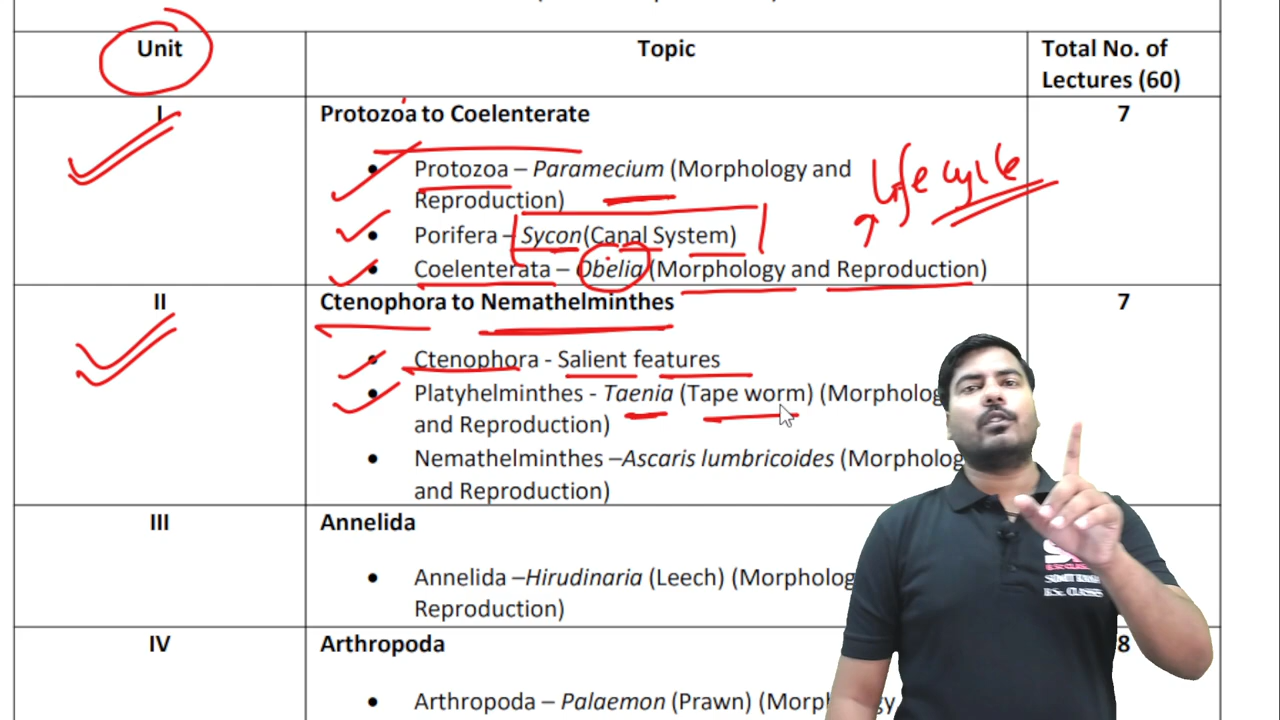 Unit
Topic
Total No. of
Lectures (60)
I
Protozoa to Coelenterate
7
• Protozoa – Paramecium (Morphology and
Reproduction)
Life cycle
• Porifera – Sycon(Canal System)
• Coelenterata – Obelia (Morphology and Reproduction)
II
Ctenophora to Nemathelminthes
7
• Ctenophora - Salient features
• Platyhelminthes - Taenia (Tape worm) (Morpholog
and Reproduction)
• Nemathelminthes –Ascaris lumbricoides (Morpholog
and Reproduction)
III
Annelida
• Annelida –Hirudinaria (Leech) (Morpholog
Reproduction)
IV
Arthropoda
8
• Arthropoda – Palaemon (Prawn) (Morphology
B.Sc CLASSES